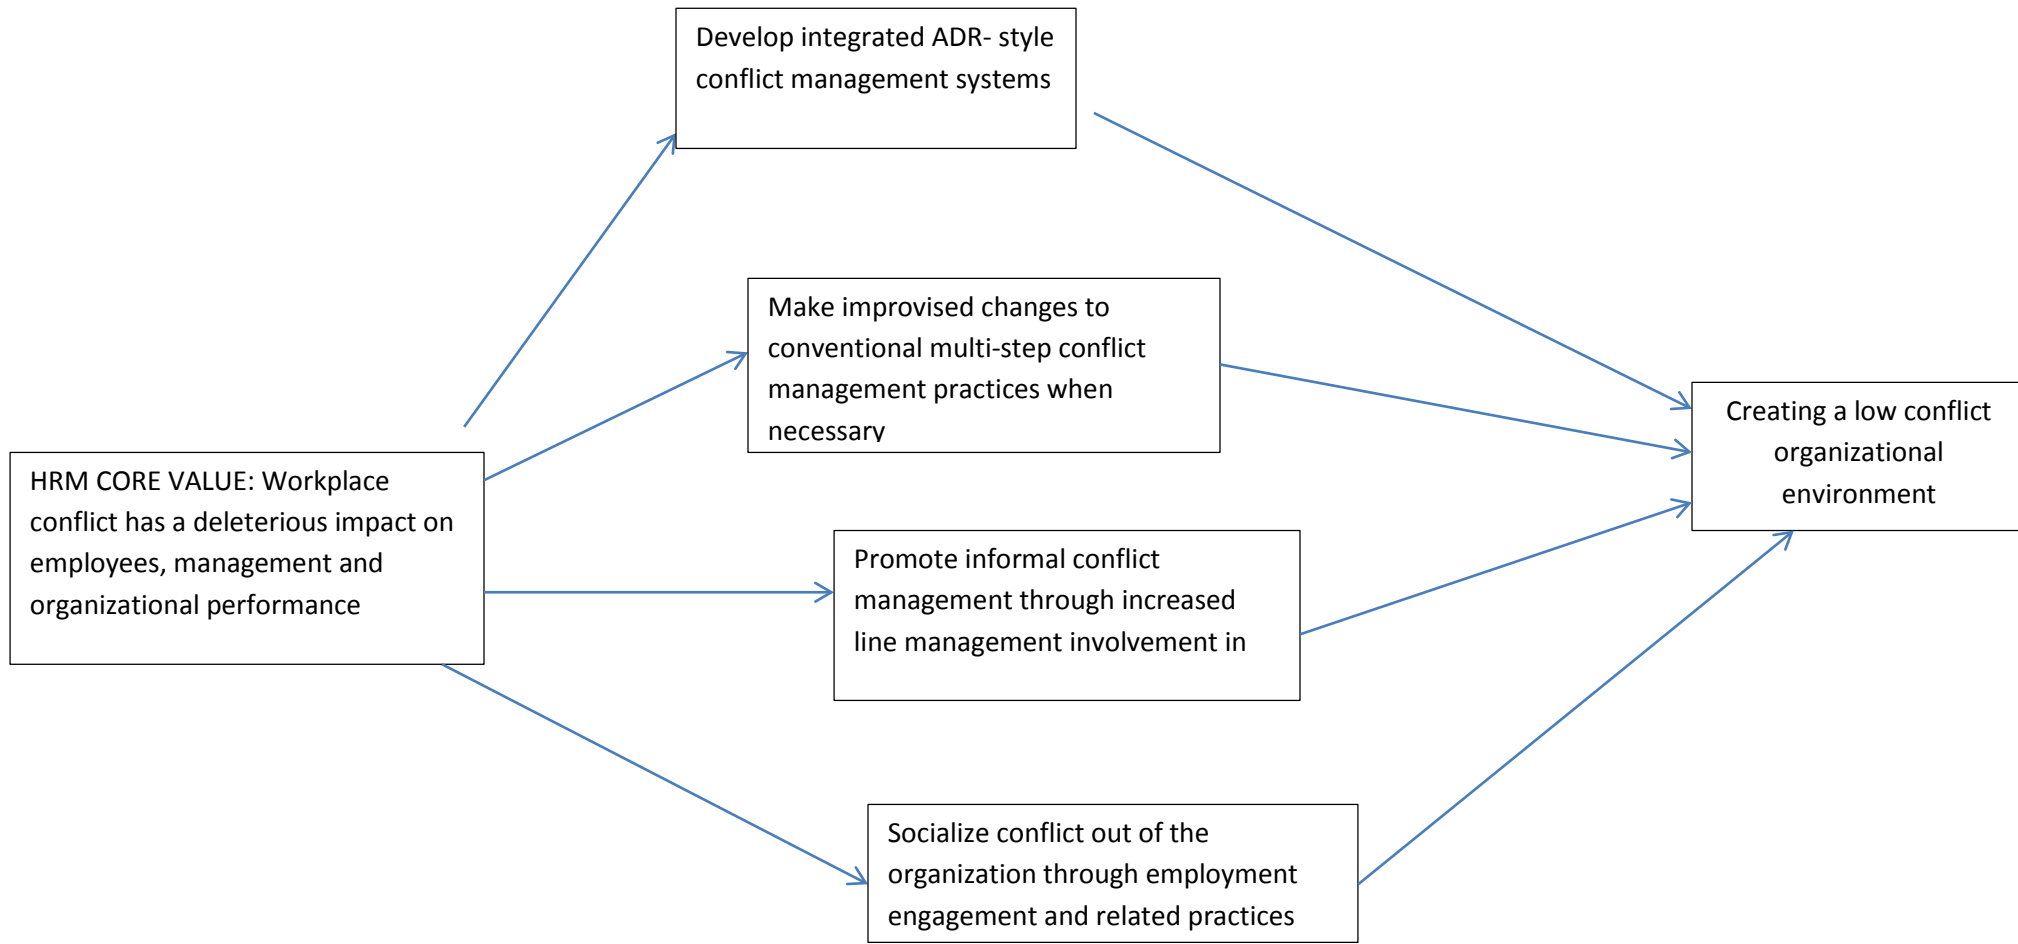 Develop integrated ADR- style
conflict management systems
Make improvised changes to
conventional multi-step conflict
management practices when
necessary
HRM CORE VALUE: Workplace
conflict has a deleterious impact on
employees, management and
organizational performance
Creating a low conflict
organizational
environment
Promote informal conflict
management through increased
line management involvement in
Socialize conflict out of the
organization through employment
engagement and related practices